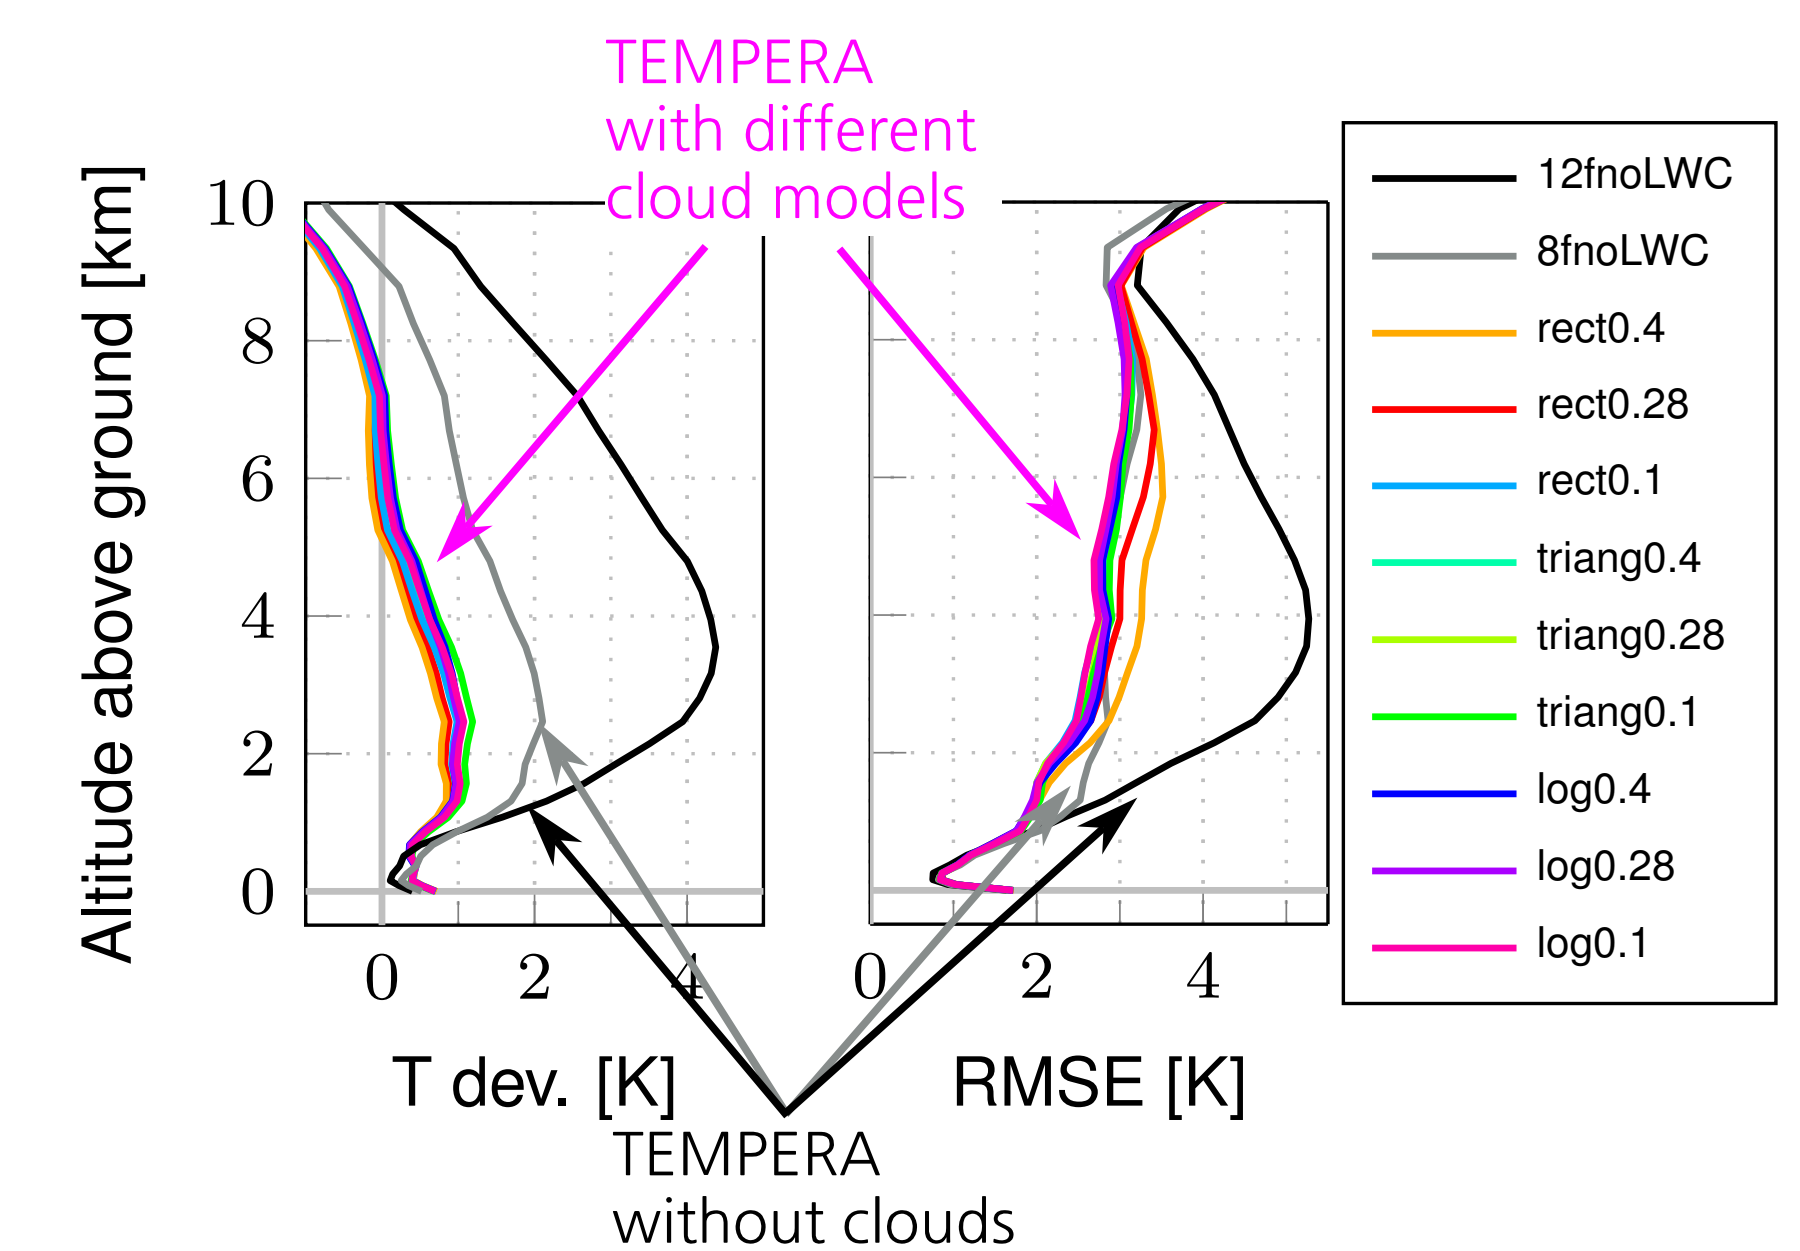 TEMPERA
with different
cloud models
Altitude above ground [km]
10
8
6
4
2
0
0 2 4
T dev. [K]
0 2 4
RMSE [K]
TEMPERA
without clouds
12fnoLWC
8fnoLWC
rect0.4
rect0.28
rect0.1
triang0.4
triang0.28
triang0.1
log0.4
log0.28
log0.1